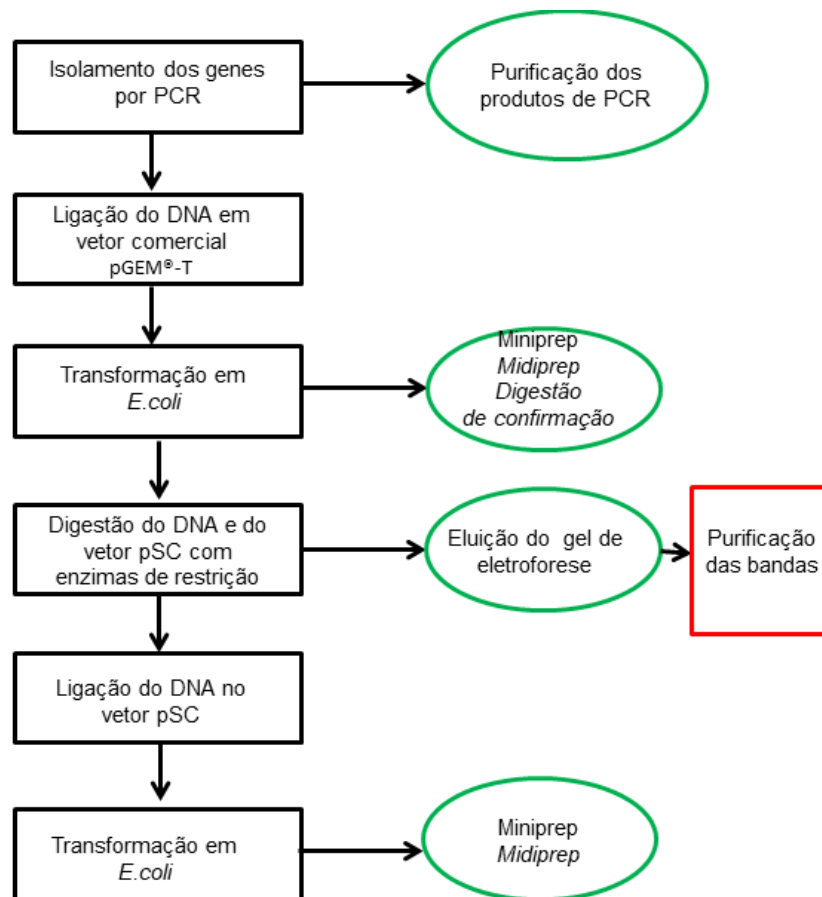 Isolamento dos genes
por PCR
Purificação dos
produtos de PCR
Ligação do DNA em
vetor comercial
pGEM®-T
Transformação em
E.coli
Miniprep
Midiprep
Digestão
de confirmação
Digestão do DNA e do
vetor pSC com
enzimas de restrição
Eluição do gel de
eletroforese
Purificação
das bandas
Ligação do DNA no
vetor pSC
Transformação em
E.coli
Miniprep
Midiprep